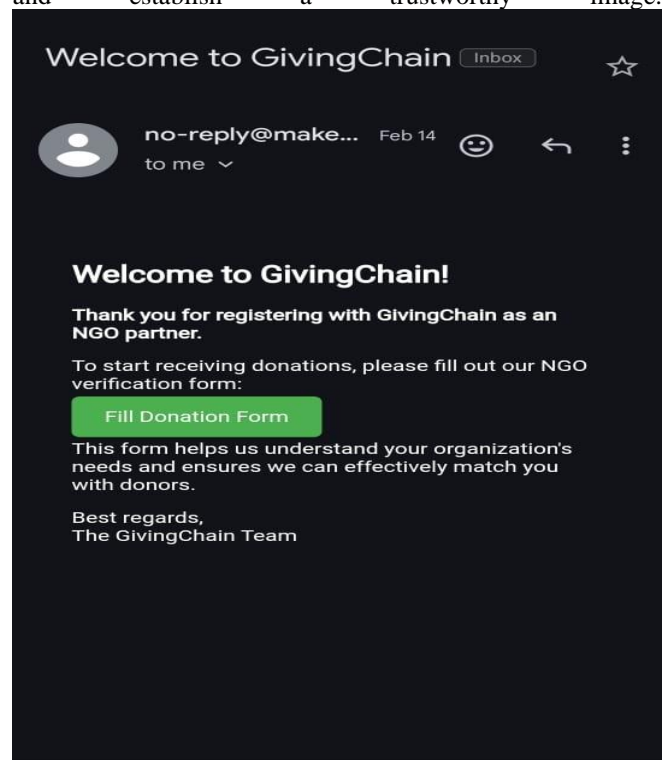 and establish a trustworthy image.
Welcome to GivingChain Inbox
no-reply@make... Feb 14
to me
Welcome to GivingChain!
Thank you for registering with GivingChain as an
NGO partner.
To start receiving donations, please fill out our NGO
verification form:
Fill Donation Form
This form helps us understand your organization's
needs and ensures we can effectively match you
with donors.
Best regards,
The GivingChain Team